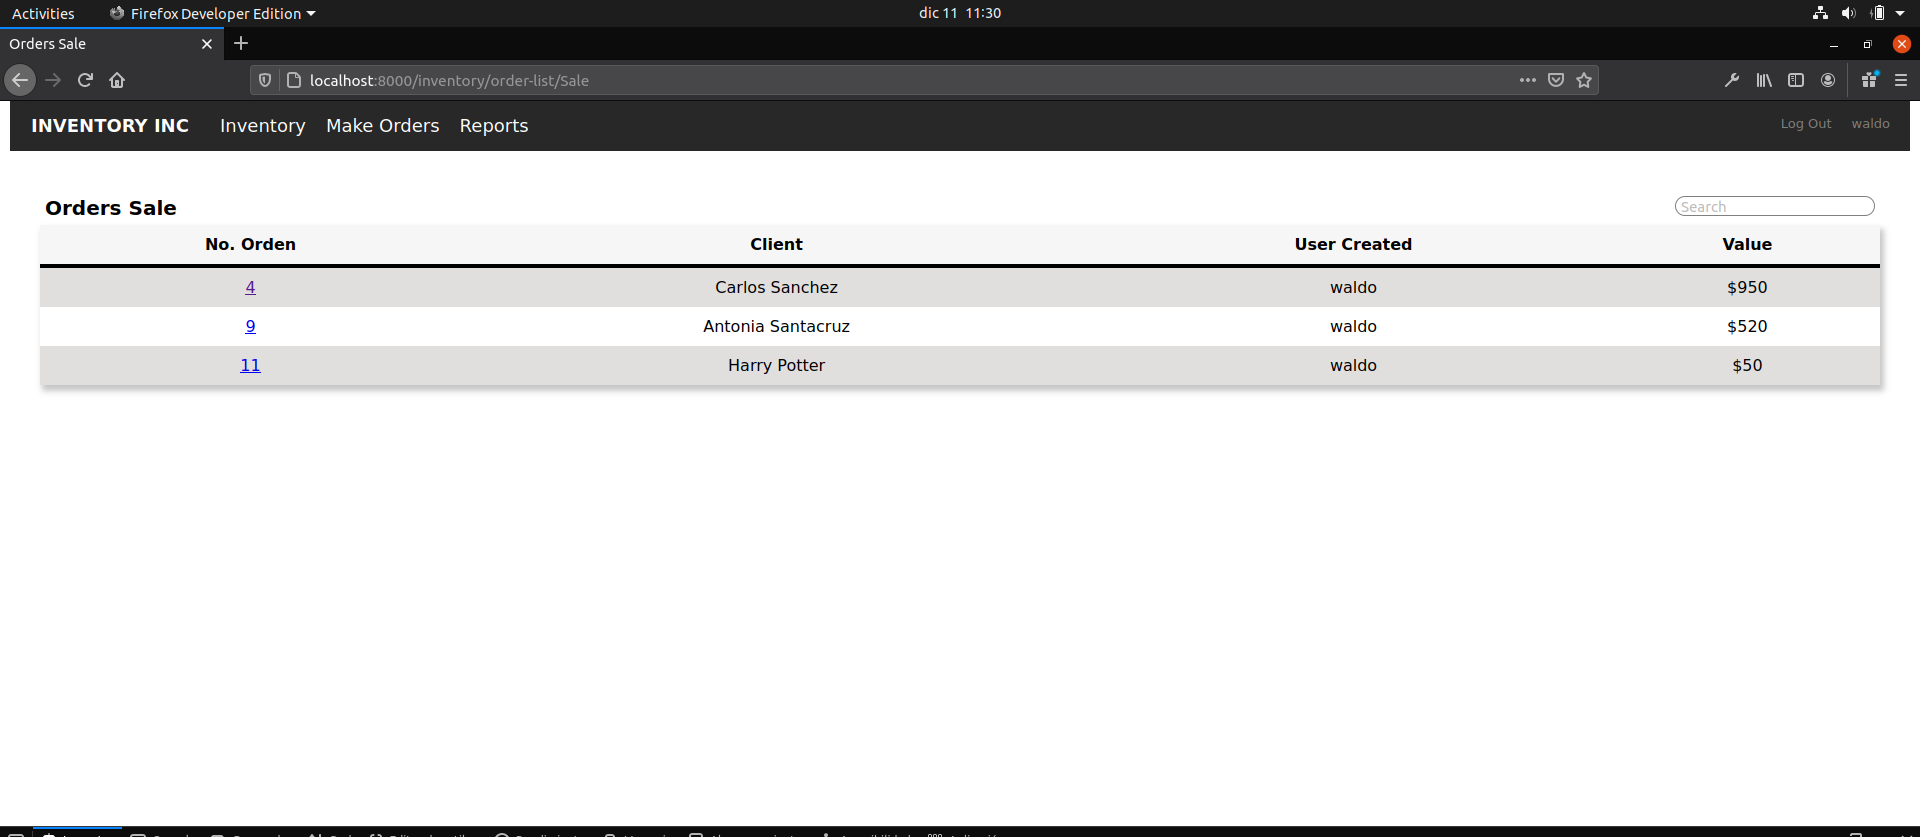 Activities Firefox Developer Edition dic 11 11:30
Orders Sale
localhost:8000/inventory/order-list/Sale
INVENTORY INC Inventory Make Orders Reports Log Out waldo
Orders Sale Search
No. Orden Client User Created Value
4 Carlos Sanchez waldo $950
9 Antonia Santacruz waldo $520
11 Harry Potter waldo $50